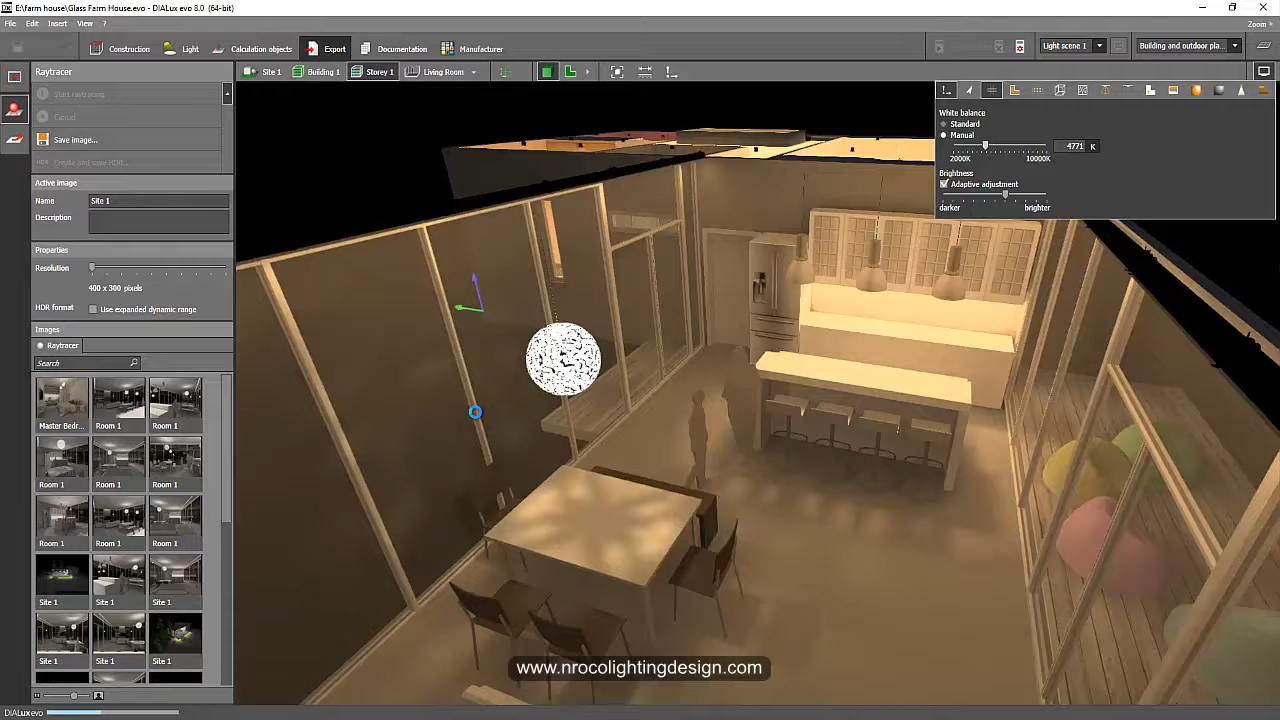 E:\farm house\Glass Farm House.evo - DIALux evo 8.0 (64-bit)
File Edit Insert View ?
Zoom
Construction Light Calculation objects Export Documentation Manufacturer
Light scene 1
Building and outdoor pla...
Raytracer
Site 1 Building 1 Storey 1 Living Room
Start raytracing
Cancel
Save image...
HDR Create and save HDR...
Active image
Name Site 1
Description
Properties
Resolution
400 x 300 pixels
HDR format Use expanded dynamic range
Images
Raytracer
Search
Master Bedr... Room 1 Room 1
Room 1 Room 1 Room 1
Room 1 Room 1 Room 1
Site 1 Site 1 Site 1
Site 1 Site 1 Site 1
DIALux evo
White balance
Standard
Manual
4771 K
2000K 10000K
Brightness
Adaptive adjustment
darker brighter
www.nrocolightingdesign.com